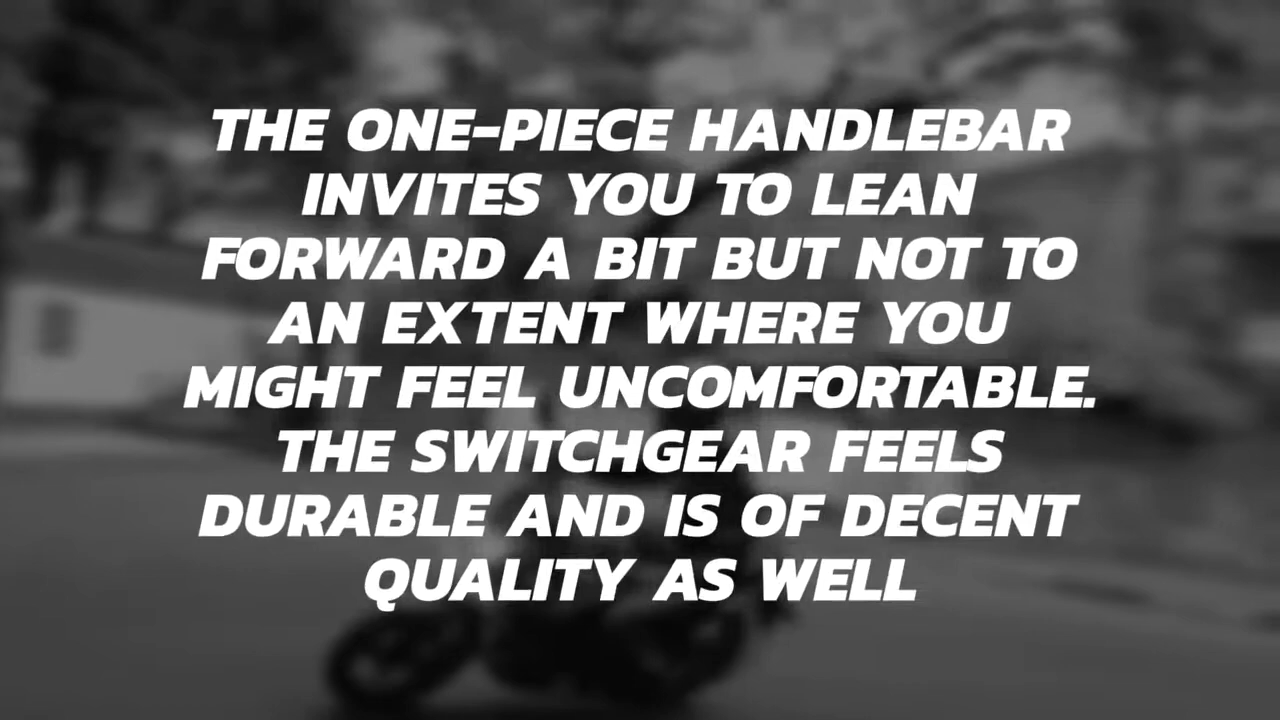 THE ONE-PIECE HANDLEBAR
INVITES YOU TO LEAN
FORWARD A BIT BUT NOT TO
AN EXTENT WHERE YOU
MIGHT FEEL UNCOMFORTABLE.
THE SWITCHGEAR FEELS
DURABLE AND IS OF DECENT
QUALITY AS WELL